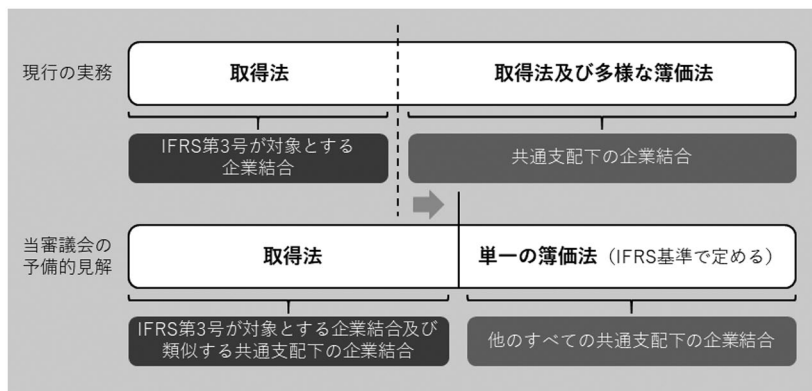 現行の実務
取得法
取得法及び多様な簿価法
IFRS第3号が対象とする
企業結合
共通支配下の企業結合
当審議会の
予備的見解
取得法
単一の簿価法（IFRS基準で定める）
IFRS第3号が対象とする企業結合及び
類似する共通支配下の企業結合
他のすべての共通支配下の企業結合